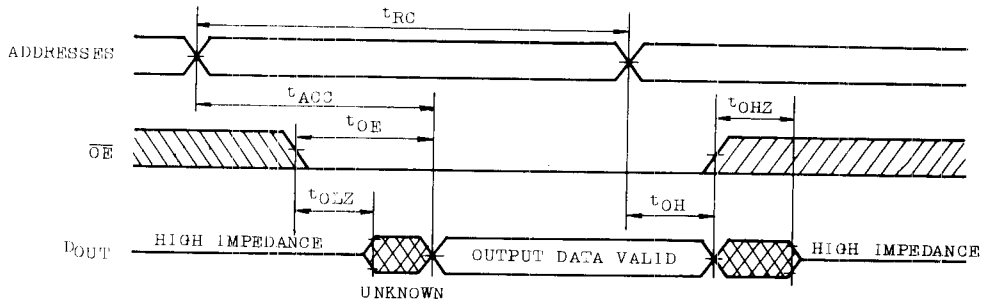 tRC
ADDRESSES
tACC
tOHZ
tOE
OE
tOLZ
tOH
DOUT
HIGH IMPEDANCE
OUTPUT DATA VALID
HIGH IMPEDANCE
UNKNOWN